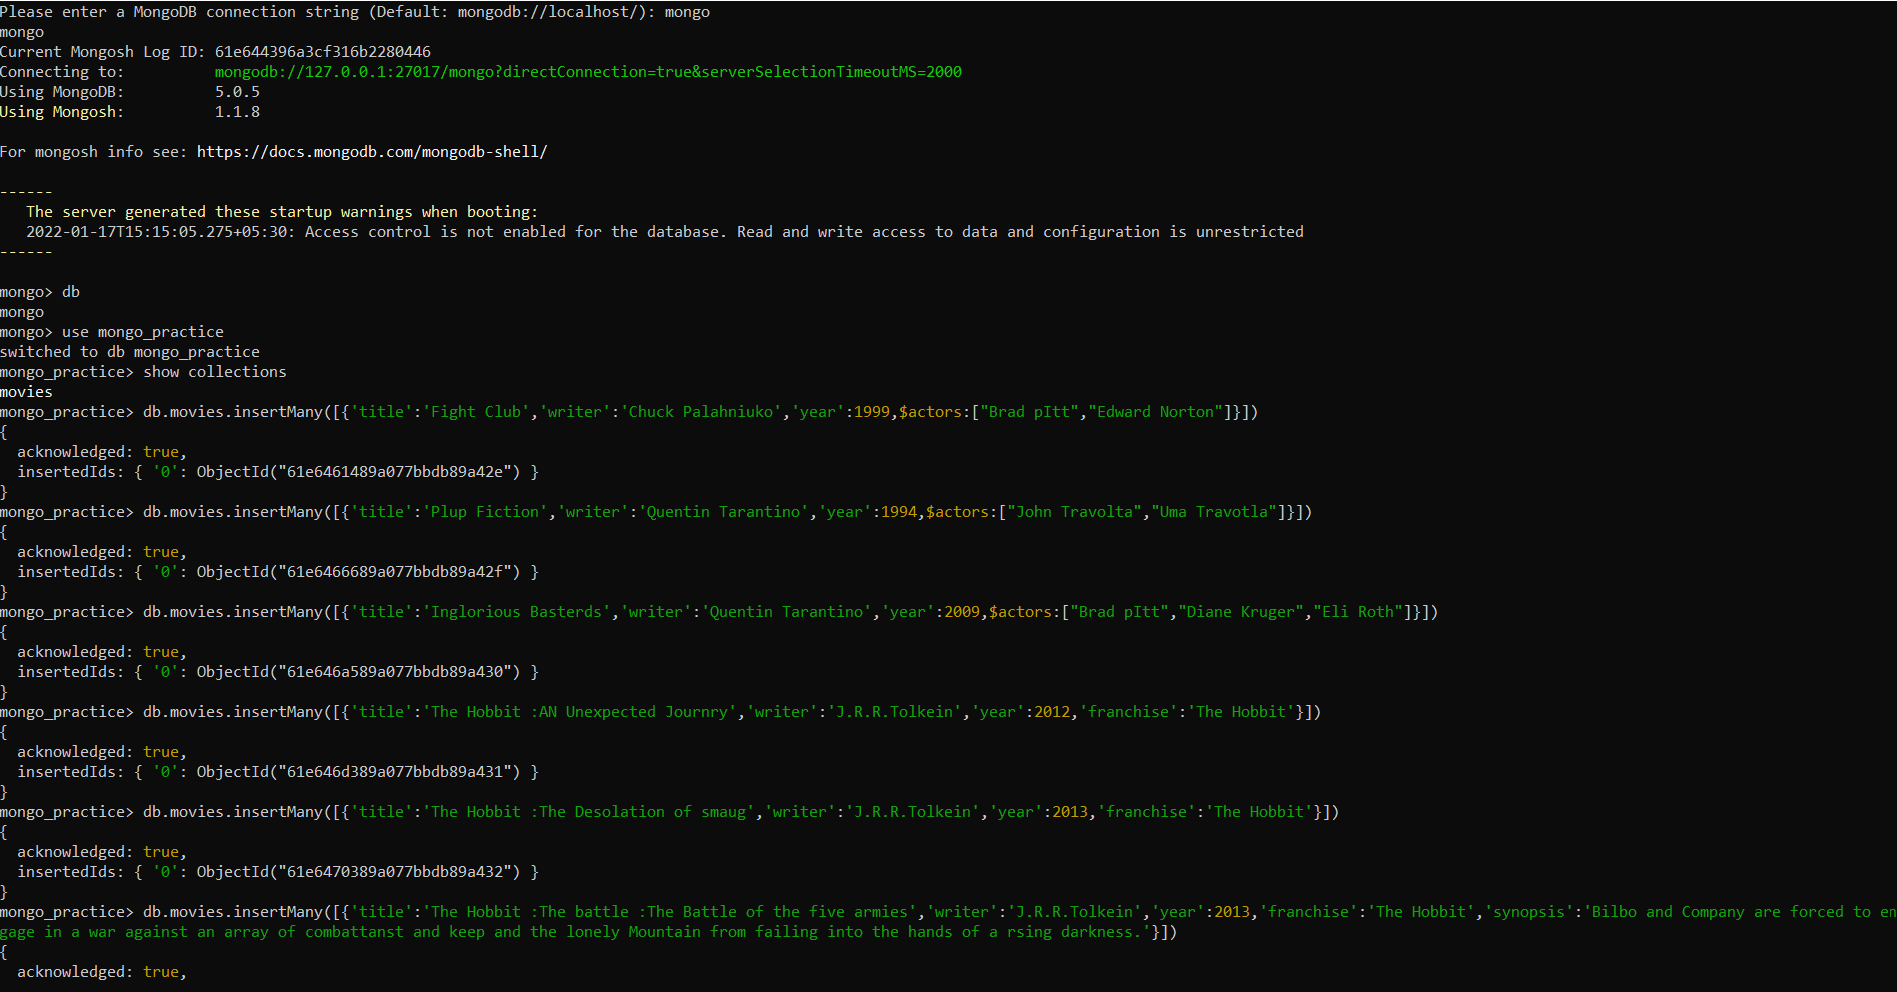 Please enter a MongoDB connection string (Default: mongodb://localhost/): mongo
mongo
Current Mongosh Log ID: 61e644396a3cf316b2280446
Connecting to:          mongodb://127.0.0.1:27017/mongo?directConnection=true&serverSelectionTimeoutMS=2000
Using MongoDB:          5.0.5
Using Mongosh:          1.1.8
For mongosh info see: https://docs.mongodb.com/mongodb-shell/
------
   The server generated these startup warnings when booting:
   2022-01-17T15:15:05.275+05:30: Access control is not enabled for the database. Read and write access to data and configuration is unrestricted
------
mongo> db
mongo
mongo> use mongo_practice
switched to db mongo_practice
mongo_practice> show collections
movies
mongo_practice> db.movies.insertMany([{'title':'Fight Club','writer':'Chuck Palahniuko','year':1999,$actors:["Brad pItt","Edward Norton"]}])
{
  acknowledged: true,
  insertedIds: { '0': ObjectId("61e6461489a077bbdb89a42e") }
}
mongo_practice> db.movies.insertMany([{'title':'Plup Fiction','writer':'Quentin Tarantino','year':1994,$actors:["John Travolta","Uma Travotla"]}])
{
  acknowledged: true,
  insertedIds: { '0': ObjectId("61e6466689a077bbdb89a42f") }
}
mongo_practice> db.movies.insertMany([{'title':'Inglorious Basterds','writer':'Quentin Tarantino','year':2009,$actors:["Brad pItt","Diane Kruger","Eli Roth"]}])
{
  acknowledged: true,
  insertedIds: { '0': ObjectId("61e646a589a077bbdb89a430") }
}
mongo_practice> db.movies.insertMany([{'title':'The Hobbit :AN Unexpected Journry','writer':'J.R.R.Tolkein','year':2012,'franchise':'The Hobbit'}])
{
  acknowledged: true,
  insertedIds: { '0': ObjectId("61e646d389a077bbdb89a431") }
}
mongo_practice> db.movies.insertMany([{'title':'The Hobbit :The Desolation of smaug','writer':'J.R.R.Tolkein','year':2013,'franchise':'The Hobbit'}])
{
  acknowledged: true,
  insertedIds: { '0': ObjectId("61e6470389a077bbdb89a432") }
}
mongo_practice> db.movies.insertMany([{'title':'The Hobbit :The battle :The Battle of the five armies','writer':'J.R.R.Tolkein','year':2013,'franchise':'The Hobbit','synopsis':'Bilbo and Company are forced to en
gage in a war against an array of combattanst and keep and the lonely Mountain from failing into the hands of a rsing darkness.'}])
{
  acknowledged: true,